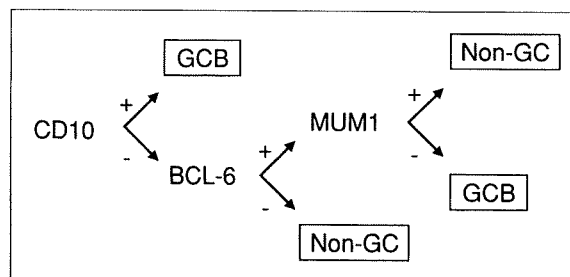 GCB
Non-GC
+
+
CD10
MUM1
+
-
-
BCL-6
GCB
-
Non-GC